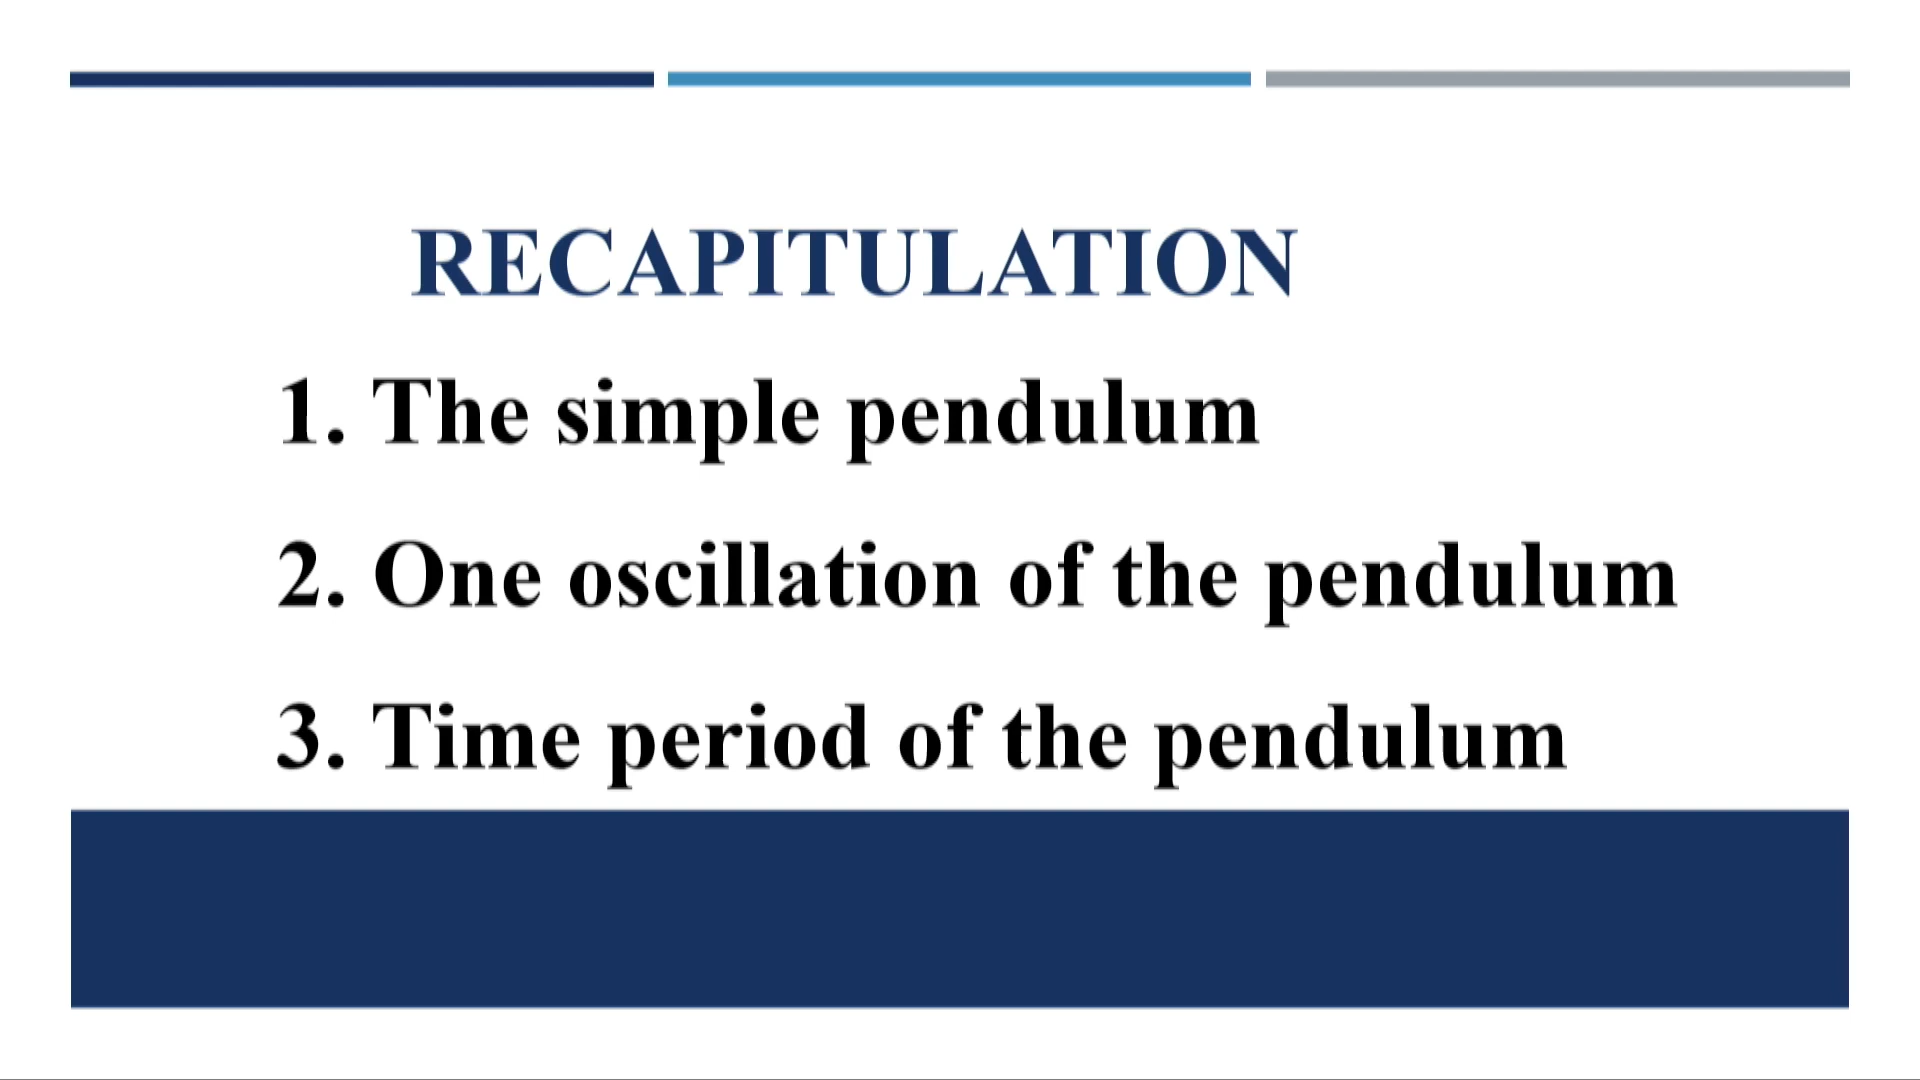 RECAPITULATION
1. The simple pendulum
2. One oscillation of the pendulum
3. Time period of the pendulum